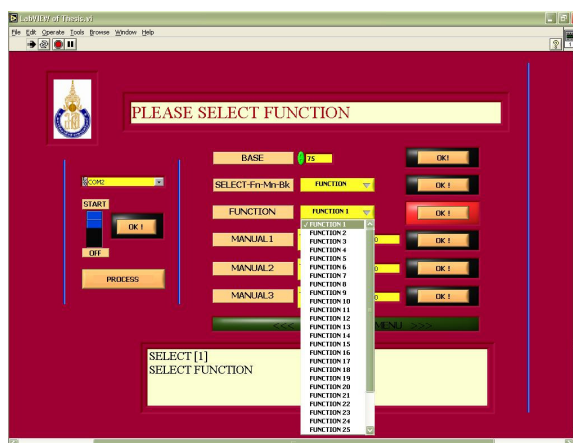 LabVIEW of Thesis.vi
File Edit Operate Tools Browse Window Help
PLEASE SELECT FUNCTION
BASE 75 OK!
COM2
SELECT-Fn-Mn-Bk FUNCTION OK !
START
FUNCTION FUNCTION 1 OK !
OK !
OFF
MANUAL1 0 OK !
MANUAL2 0 OK !
PROCESS
MANUAL3 0 OK !
✓ FUNCTION 1
FUNCTION 2
FUNCTION 3
FUNCTION 4
FUNCTION 5
FUNCTION 6
FUNCTION 7
FUNCTION 8
FUNCTION 9
FUNCTION 10
FUNCTION 11
FUNCTION 12
FUNCTION 13
FUNCTION 14
FUNCTION 15
FUNCTION 16
FUNCTION 17
FUNCTION 18
FUNCTION 19
FUNCTION 20
FUNCTION 21
FUNCTION 22
FUNCTION 23
FUNCTION 24
FUNCTION 25
<<< MENU >>>
SELECT [1]
SELECT FUNCTION